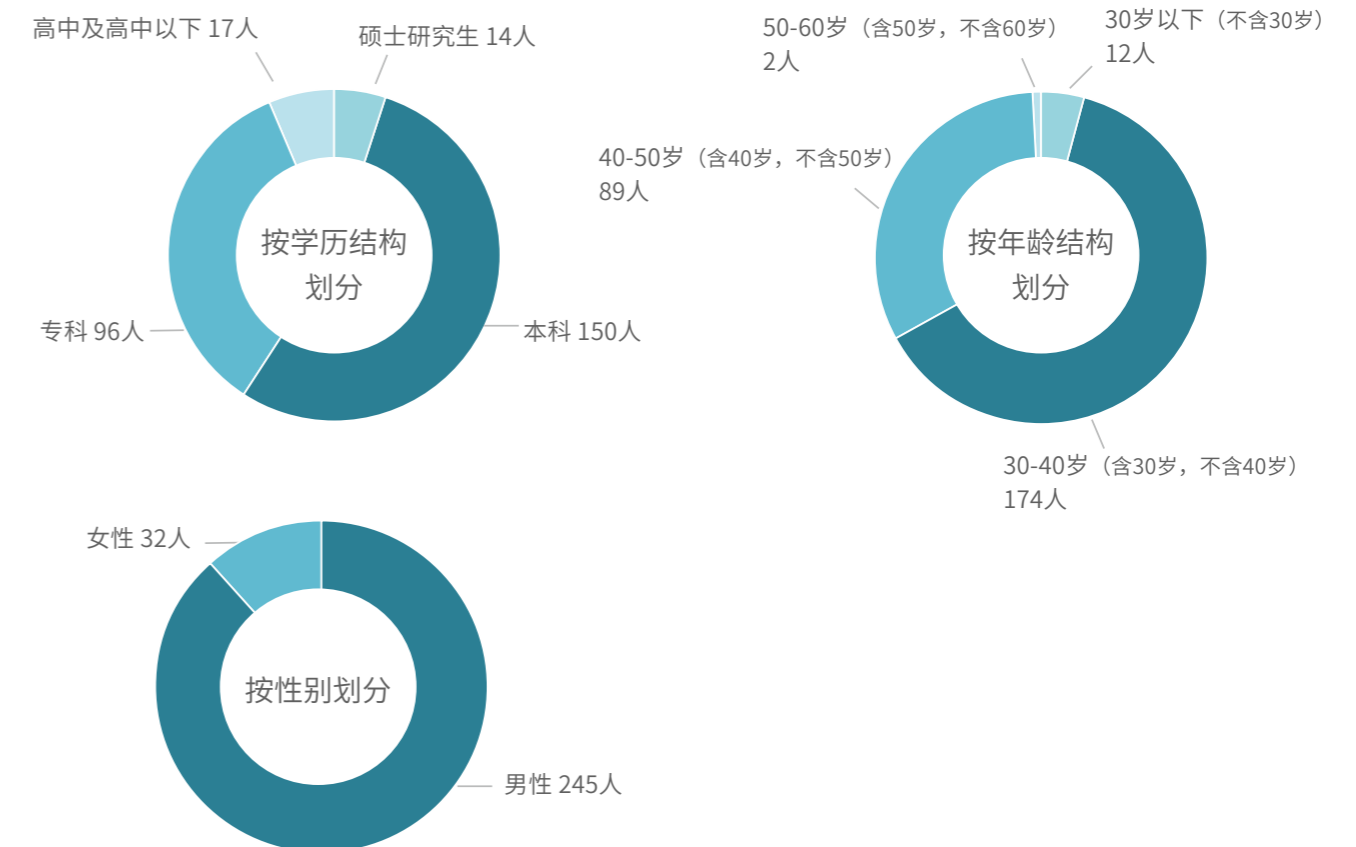 高中及高中以下 17人
硕士研究生 14人
按学历结构
划分
专科 96人
本科 150人
50-60岁（含50岁，不含60岁）
2人
30岁以下（不含30岁）
12人
40-50岁（含40岁，不含50岁）
89人
按年龄结构
划分
30-40岁（含30岁，不含40岁）
174人
女性 32人
按性别划分
男性 245人